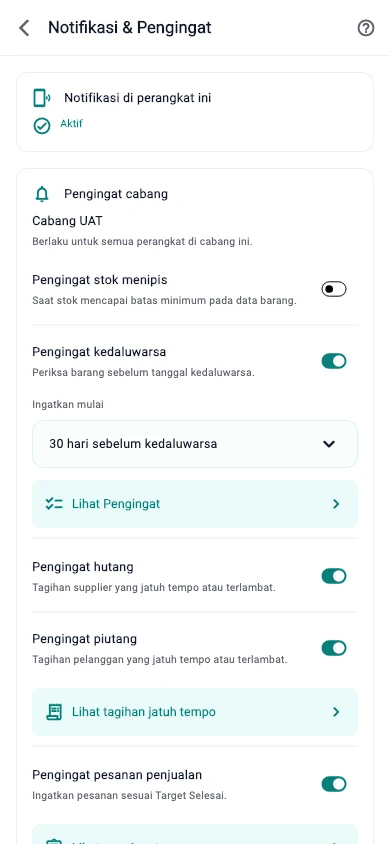 Notifikasi & Pengingat
Notifikasi di perangkat ini
Aktif
Pengingat cabang
Cabang UAT
Berlaku untuk semua perangkat di cabang ini.
Pengingat stok menipis
Saat stok mencapai batas minimum pada data barang.
Pengingat kedaluwarsa
Periksa barang sebelum tanggal kedaluwarsa.
Ingatkan mulai
30 hari sebelum kedaluwarsa
Lihat Pengingat
Pengingat hutang
Tagihan supplier yang jatuh tempo atau terlambat.
Pengingat piutang
Tagihan pelanggan yang jatuh tempo atau terlambat.
Lihat tagihan jatuh tempo
Pengingat pesanan penjualan
Ingatkan pesanan sesuai Target Selesai.